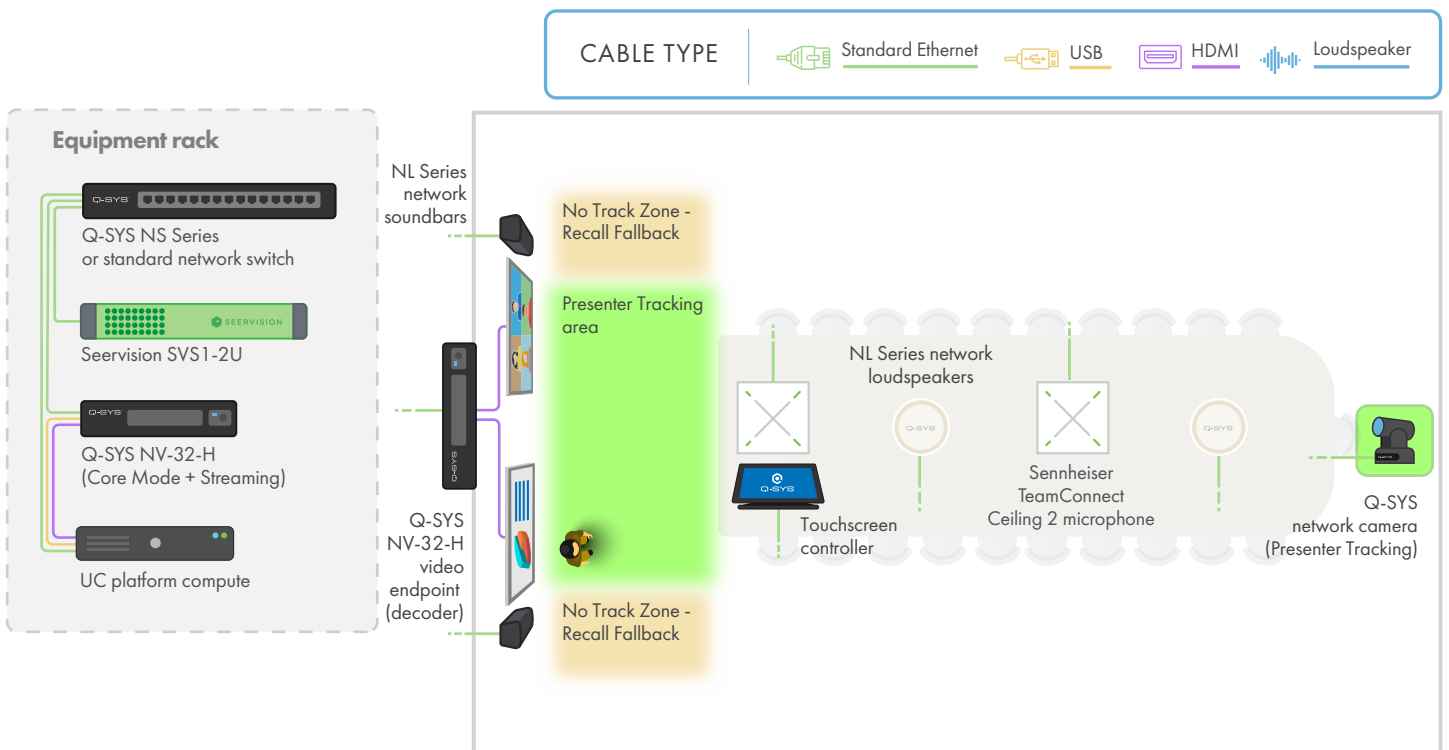 CABLE TYPE
Standard Ethernet
USB
HDMI
Loudspeaker
Equipment rack
Q-SYS
Q-SYS NS Series
or standard network switch
SEERVISION
Seervision SVS1-2U
Q-SYS
Q-SYS NV-32-H
(Core Mode + Streaming)
UC platform compute
NL Series
network
soundbars
Q-SYS
Q-SYS
NV-32-H
video
endpoint
(decoder)
No Track Zone -
Recall Fallback
Presenter Tracking
area
No Track Zone -
Recall Fallback
NL Series network
loudspeakers
Q-SYS
Q-SYS
Q-SYS
Touchscreen
controller
Sennheiser
TeamConnect
Ceiling 2 microphone
Q-SYS
network camera
(Presenter Tracking)